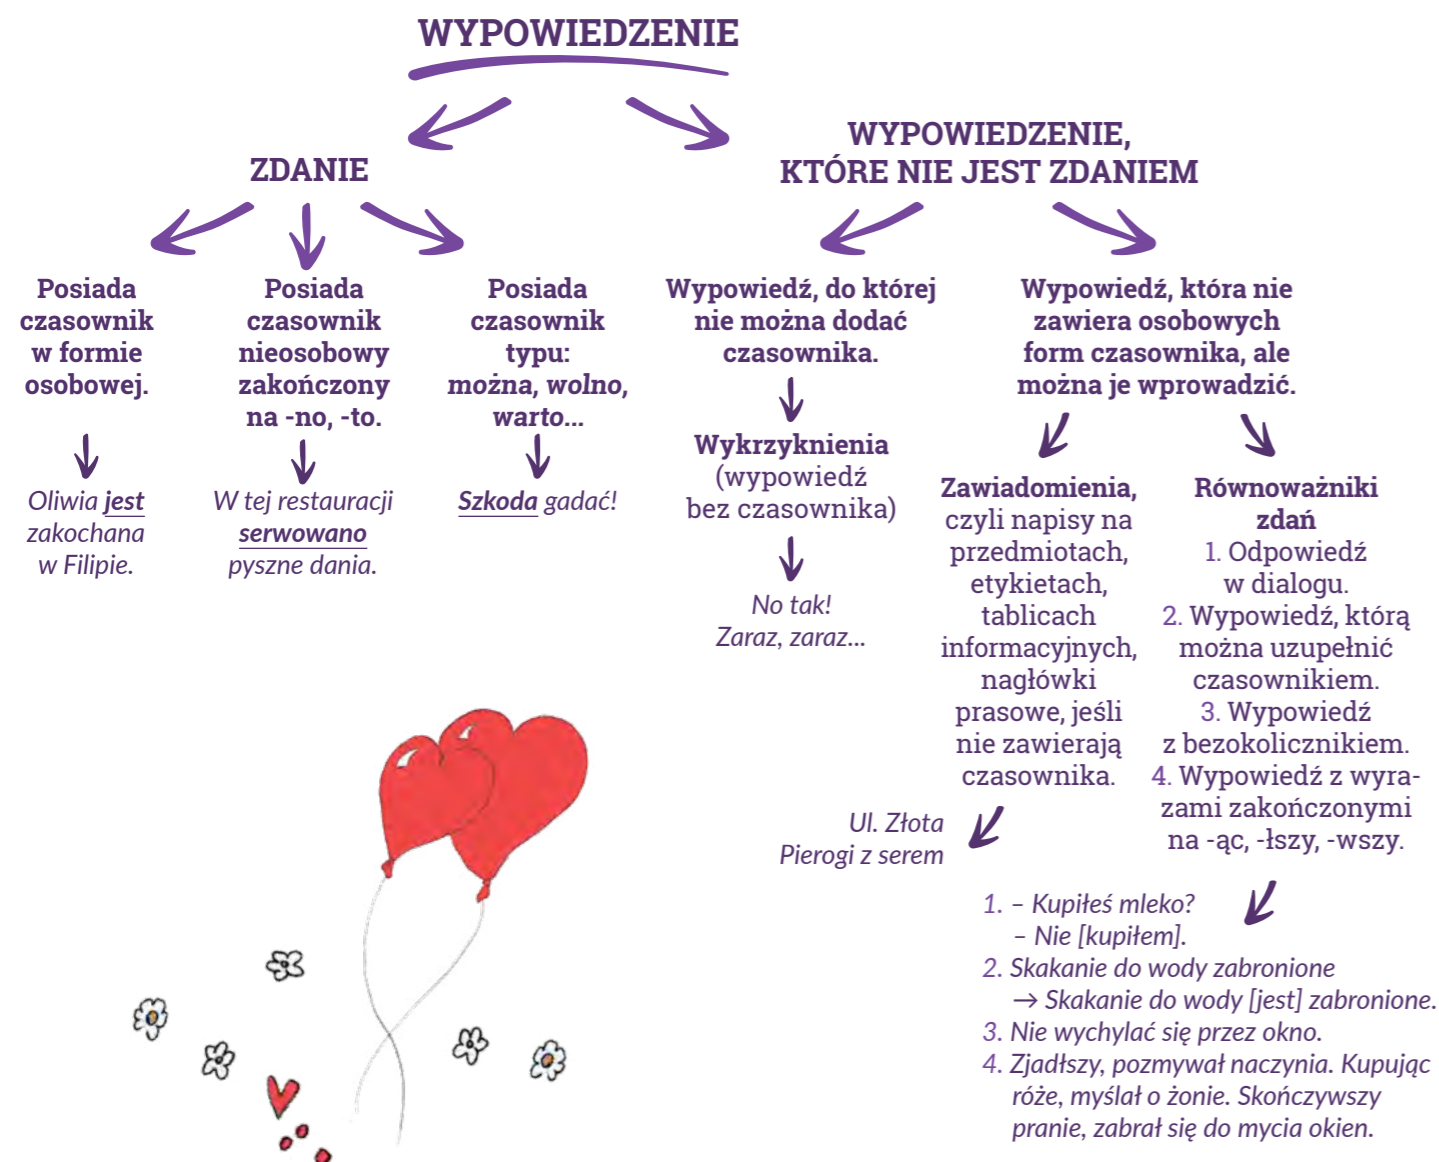 WYPOWIEDZENIE
ZDANIE
Posiada
czasownik
w formie
osobowej.
Oliwia jest
zakochana
w Filipie.
Posiada
czasownik
nieosobowy
zakończony
na -no, -to.
W tej restauracji
serwowano
pyszne dania.
Posiada
czasownik
typu:
można, wolno,
warto...
Szkoda gadać!
WYPOWIEDZENIE,
KTÓRE NIE JEST ZDANIEM
Wypowiedź, do której
nie można dodać
czasownika.
Wykrzyknienia
(wypowiedź
bez czasownika)
No tak!
Zaraz, zaraz...
Wypowiedź, która nie
zawiera osobowych
form czasownika, ale
można je wprowadzić.
Zawiadomienia,
czyli napisy na
przedmiotach,
etykietach,
tablicach
informacyjnych,
nagłówki
prasowe, jeśli
nie zawierają
czasownika.
Ul. Złota
Pierogi z serem
Równoważniki
zdań
1. Odpowiedź
w dialogu.
2. Wypowiedź, którą
można uzupełnić
czasownikiem.
3. Wypowiedź
z bezokolicznikiem.
4. Wypowiedź z wyra-
zami zakończonymi
na -ąc, -łszy, -wszy.
1. – Kupiłeś mleko?
– Nie [kupiłem].
2. Skakanie do wody zabronione
→ Skakanie do wody [jest] zabronione.
3. Nie wychylać się przez okno.
4. Zjadłszy, pozmywał naczynia. Kupując
róże, myślał o żonie. Skończywszy
pranie, zabrał się do mycia okien.